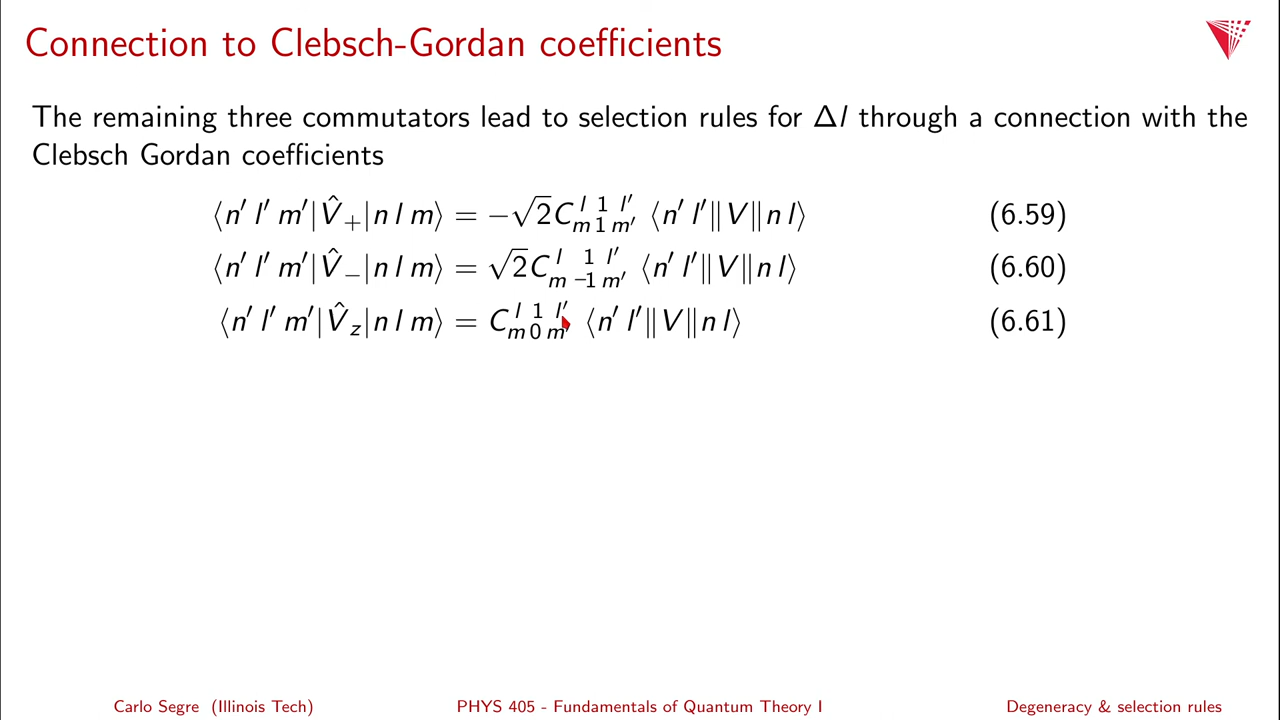 Connection to Clebsch-Gordan coefficients
The remaining three commutators lead to selection rules for Δl through a connection with the
Clebsch Gordan coefficients
⟨n′ l′ m′|V̂₊|n l m⟩ = −√2C^{l 1 l′}_{m 1 m′} ⟨n′ l′‖V‖n l⟩ (6.59)
⟨n′ l′ m′|V̂₋|n l m⟩ = √2C^{l 1 l′}_{m −1 m′} ⟨n′ l′‖V‖n l⟩ (6.60)
⟨n′ l′ m′|V̂_z|n l m⟩ = C^{l 1 l′}_{m 0 m′} ⟨n′ l′‖V‖n l⟩ (6.61)
Carlo Segre (Illinois Tech) PHYS 405 - Fundamentals of Quantum Theory I Degeneracy & selection rules